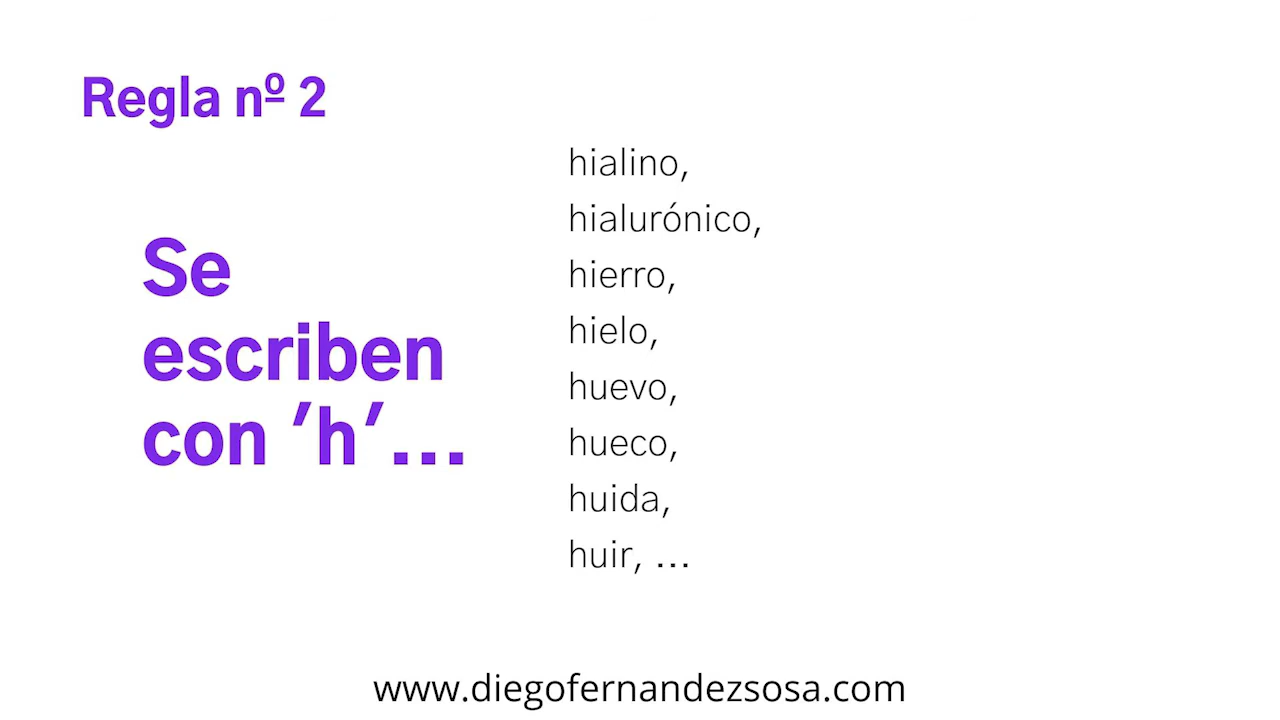 Regla nº 2
Se
escriben
con 'h'...
hialino,
hialurónico,
hierro,
hielo,
huevo,
hueco,
huida,
huir, ...
www.diegofernandezsosa.com